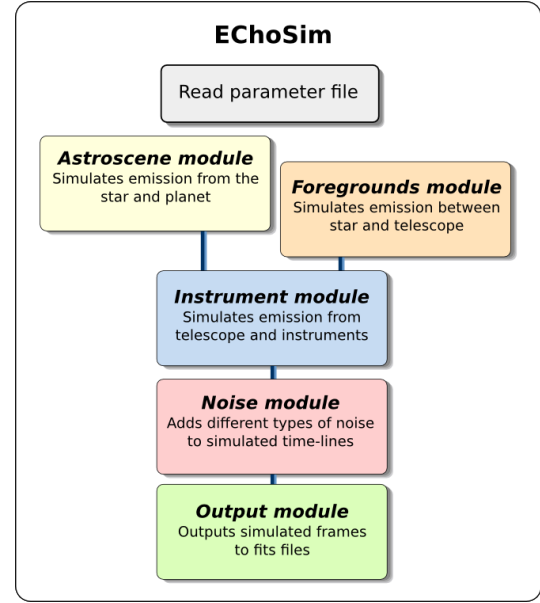 EChoSim
Read parameter file
Astroscene module
Simulates emission from the
star and planet
Foregrounds module
Simulates emission between
star and telescope
Instrument module
Simulates emission from
telescope and instruments
Noise module
Adds different types of noise
to simulated time-lines
Output module
Outputs simulated frames
to fits files